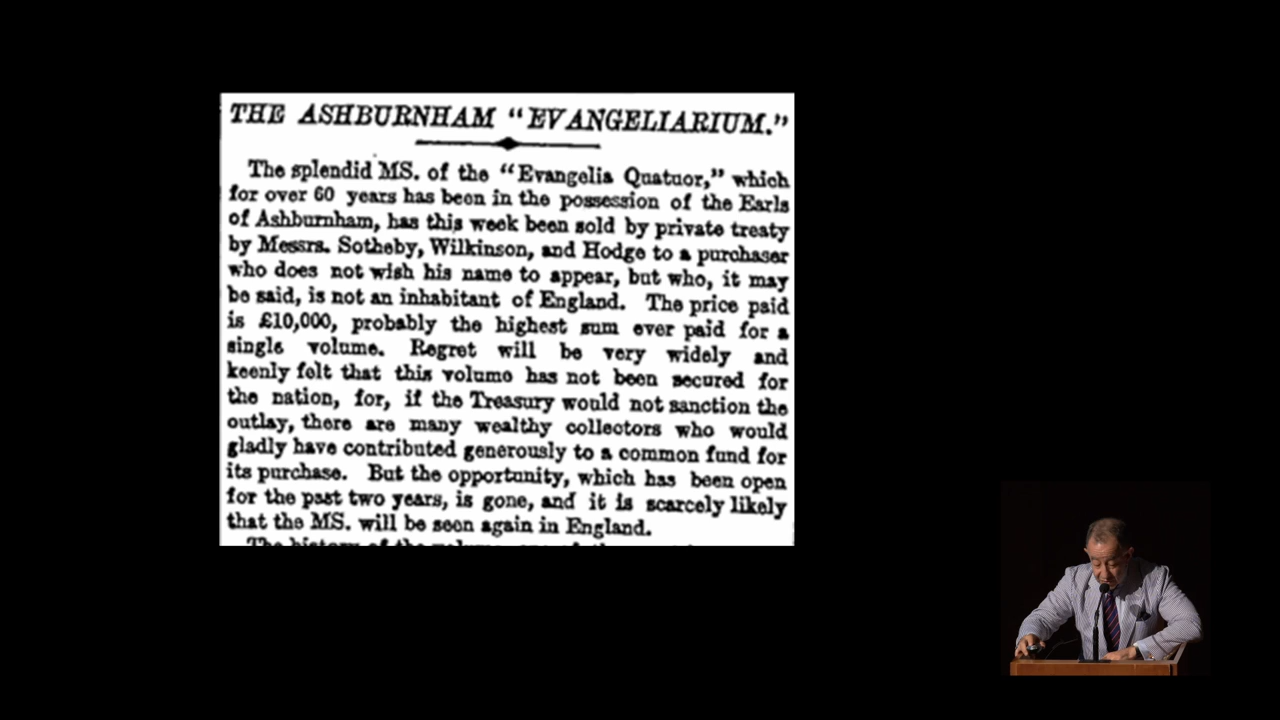 THE ASHBURNHAM "EVANGELIARIUM."
The splendid MS. of the "Evangelia Quatuor," which
for over 60 years has been in the possession of the Earls
of Ashburnham, has this week been sold by private treaty
by Messrs. Sotheby, Wilkinson, and Hodge to a purchaser
who does not wish his name to appear, but who, it may
be said, is not an inhabitant of England. The price paid
is £10,000, probably the highest sum ever paid for a
single volume. Regret will be very widely and
keenly felt that this volume has not been secured for
the nation, for, if the Treasury would not sanction the
outlay, there are many wealthy collectors who would
gladly have contributed generously to a common fund for
its purchase. But the opportunity, which has been open
for the past two years, is gone, and it is scarcely likely
that the MS. will be seen again in England.
The history of the volume